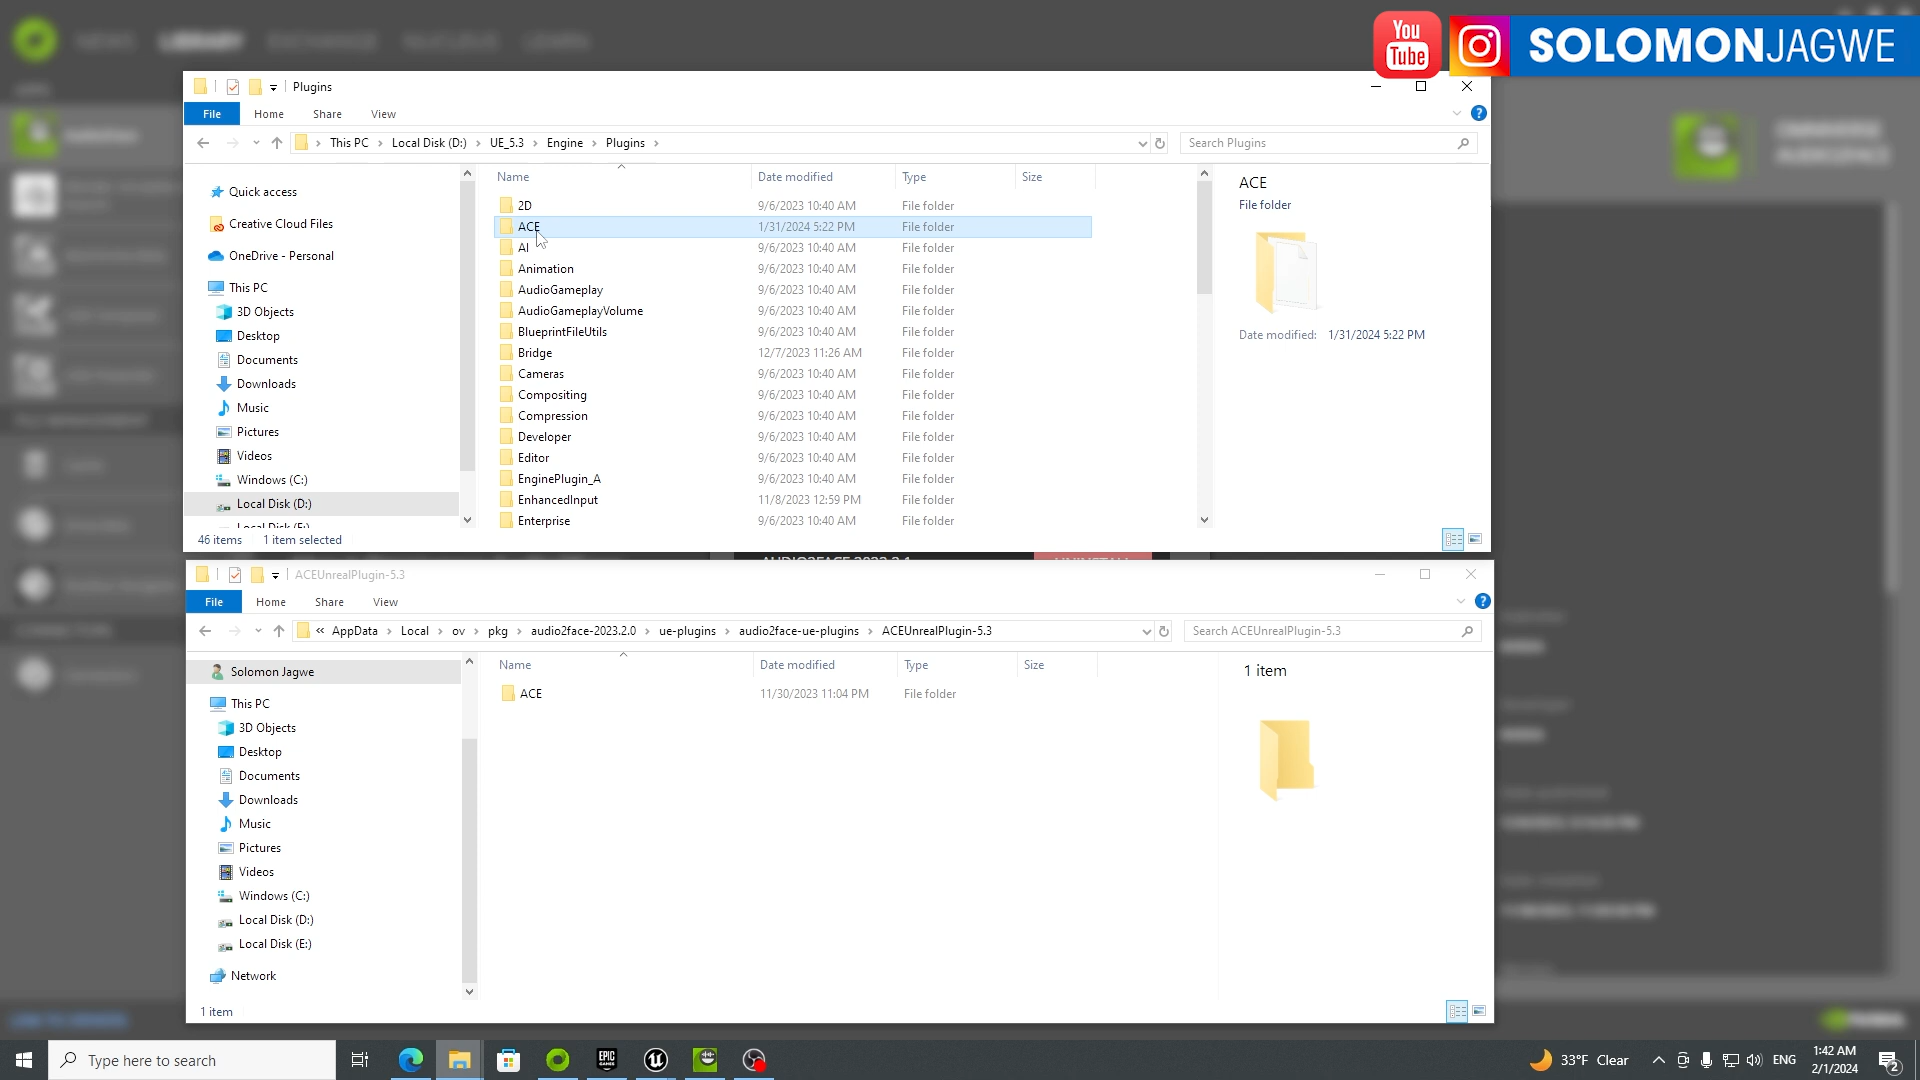 NEWS
LIBRARY
EXCHANGE
NUCLEUS
LEARN
You
Tube
SOLOMONJAGWE
Plugins
File
Home
Share
View
This PC
Local Disk (D:)
UE_5.3
Engine
Plugins
Search Plugins
Quick access
Creative Cloud Files
OneDrive - Personal
This PC
3D Objects
Desktop
Documents
Downloads
Music
Pictures
Videos
Windows (C:)
Local Disk (D:)
Local Disk (E:)
Name Date modified Type Size
2D 9/6/2023 10:40 AM File folder
ACE 1/31/2024 5:22 PM File folder
AI 9/6/2023 10:40 AM File folder
Animation 9/6/2023 10:40 AM File folder
AudioGameplay 9/6/2023 10:40 AM File folder
AudioGameplayVolume 9/6/2023 10:40 AM File folder
BlueprintFileUtils 9/6/2023 10:40 AM File folder
Bridge 12/7/2023 11:26 AM File folder
Cameras 9/6/2023 10:40 AM File folder
Compositing 9/6/2023 10:40 AM File folder
Compression 9/6/2023 10:40 AM File folder
Developer 9/6/2023 10:40 AM File folder
Editor 9/6/2023 10:40 AM File folder
EnginePlugin_A 9/6/2023 10:40 AM File folder
EnhancedInput 11/8/2023 12:59 PM File folder
Enterprise 9/6/2023 10:40 AM File folder
ACE
File folder
Date modified: 1/31/2024 5:22 PM
46 items 1 item selected
ACEUnrealPlugin-5.3
File
Home
Share
View
« AppData
Local
ov
pkg
audio2face-2023.2.0
ue-plugins
audio2face-ue-plugins
ACEUnrealPlugin-5.3
Search ACEUnrealPlugin-5.3
Solomon Jagwe
This PC
3D Objects
Desktop
Documents
Downloads
Music
Pictures
Videos
Windows (C:)
Local Disk (D:)
Local Disk (E:)
Network
Name Date modified Type Size
ACE 11/30/2023 11:04 PM File folder
1 item
1 item
OMNIVERSE
AUDIO2FACE
Type here to search
EPIC
GAMES
33°F Clear
ENG
1:42 AM
2/1/2024
2